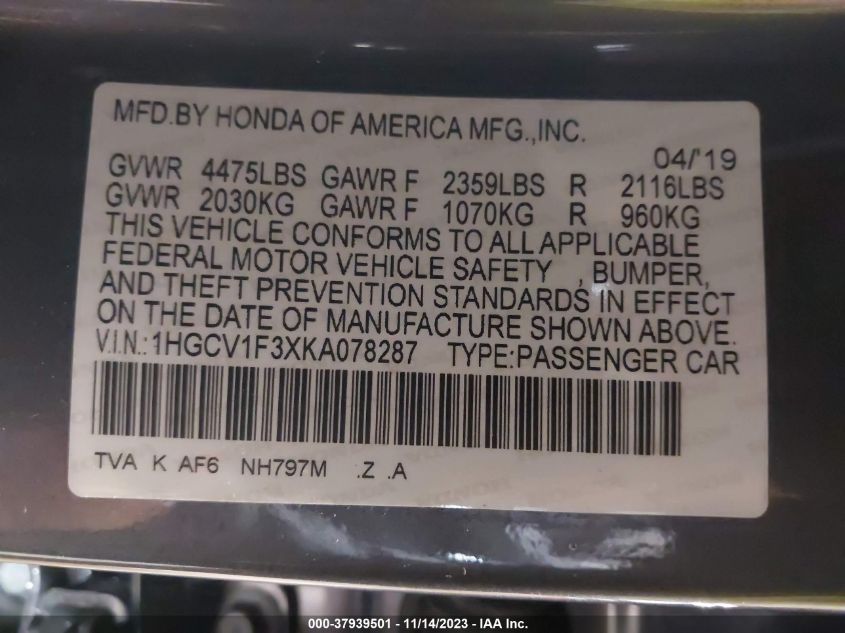 MFD.BY HONDA OF AMERICA MFG.,INC.
04/'19
GVWR 4475LBS GAWR F 2359LBS R 2116LBS
GVWR 2030KG GAWR F 1070KG R 960KG
THIS VEHICLE CONFORMS TO ALL APPLICABLE
FEDERAL MOTOR VEHICLE SAFETY , BUMPER,
AND THEFT PREVENTION STANDARDS IN EFFECT
ON THE DATE OF MANUFACTURE SHOWN ABOVE.
V.I.N.:1HGCV1F3XKA078287 TYPE:PASSENGER CAR
TVA K AF6 NH797M .Z .A
000-37939501 - 11/14/2023 - IAA Inc.